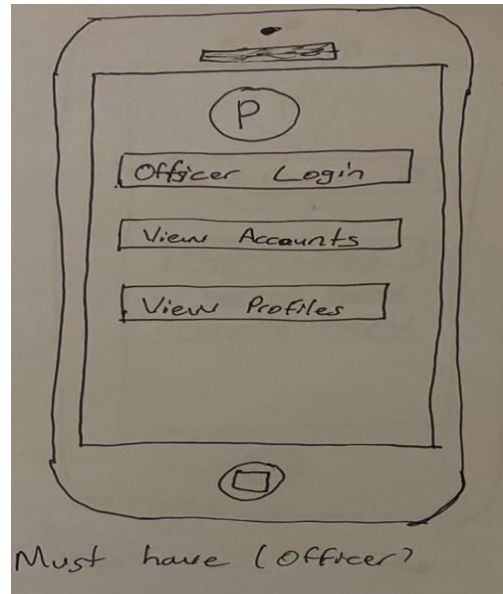 P
Officer Login
View Accounts
View Profiles
Must have (Officer)